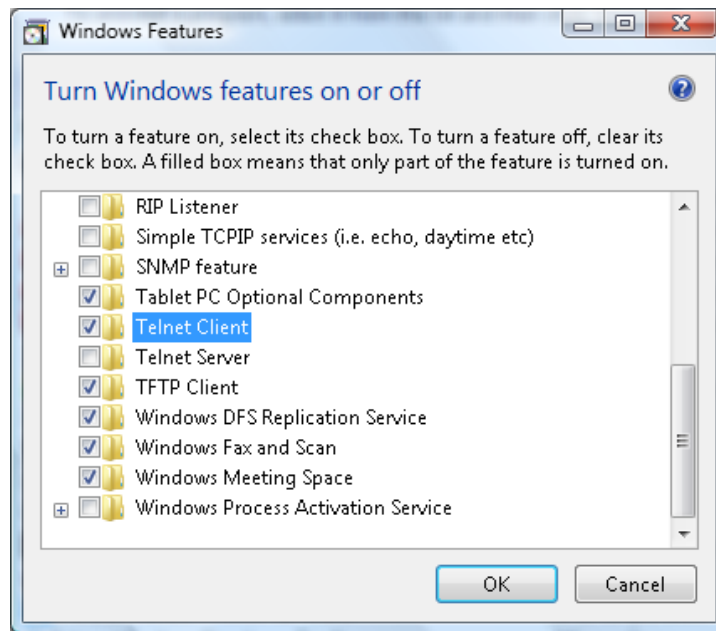 Windows Features
Turn Windows features on or off
To turn a feature on, select its check box. To turn a feature off, clear its
check box. A filled box means that only part of the feature is turned on.
RIP Listener
Simple TCPIP services (i.e. echo, daytime etc)
SNMP feature
Tablet PC Optional Components
Telnet Client
Telnet Server
TFTP Client
Windows DFS Replication Service
Windows Fax and Scan
Windows Meeting Space
Windows Process Activation Service
OK Cancel